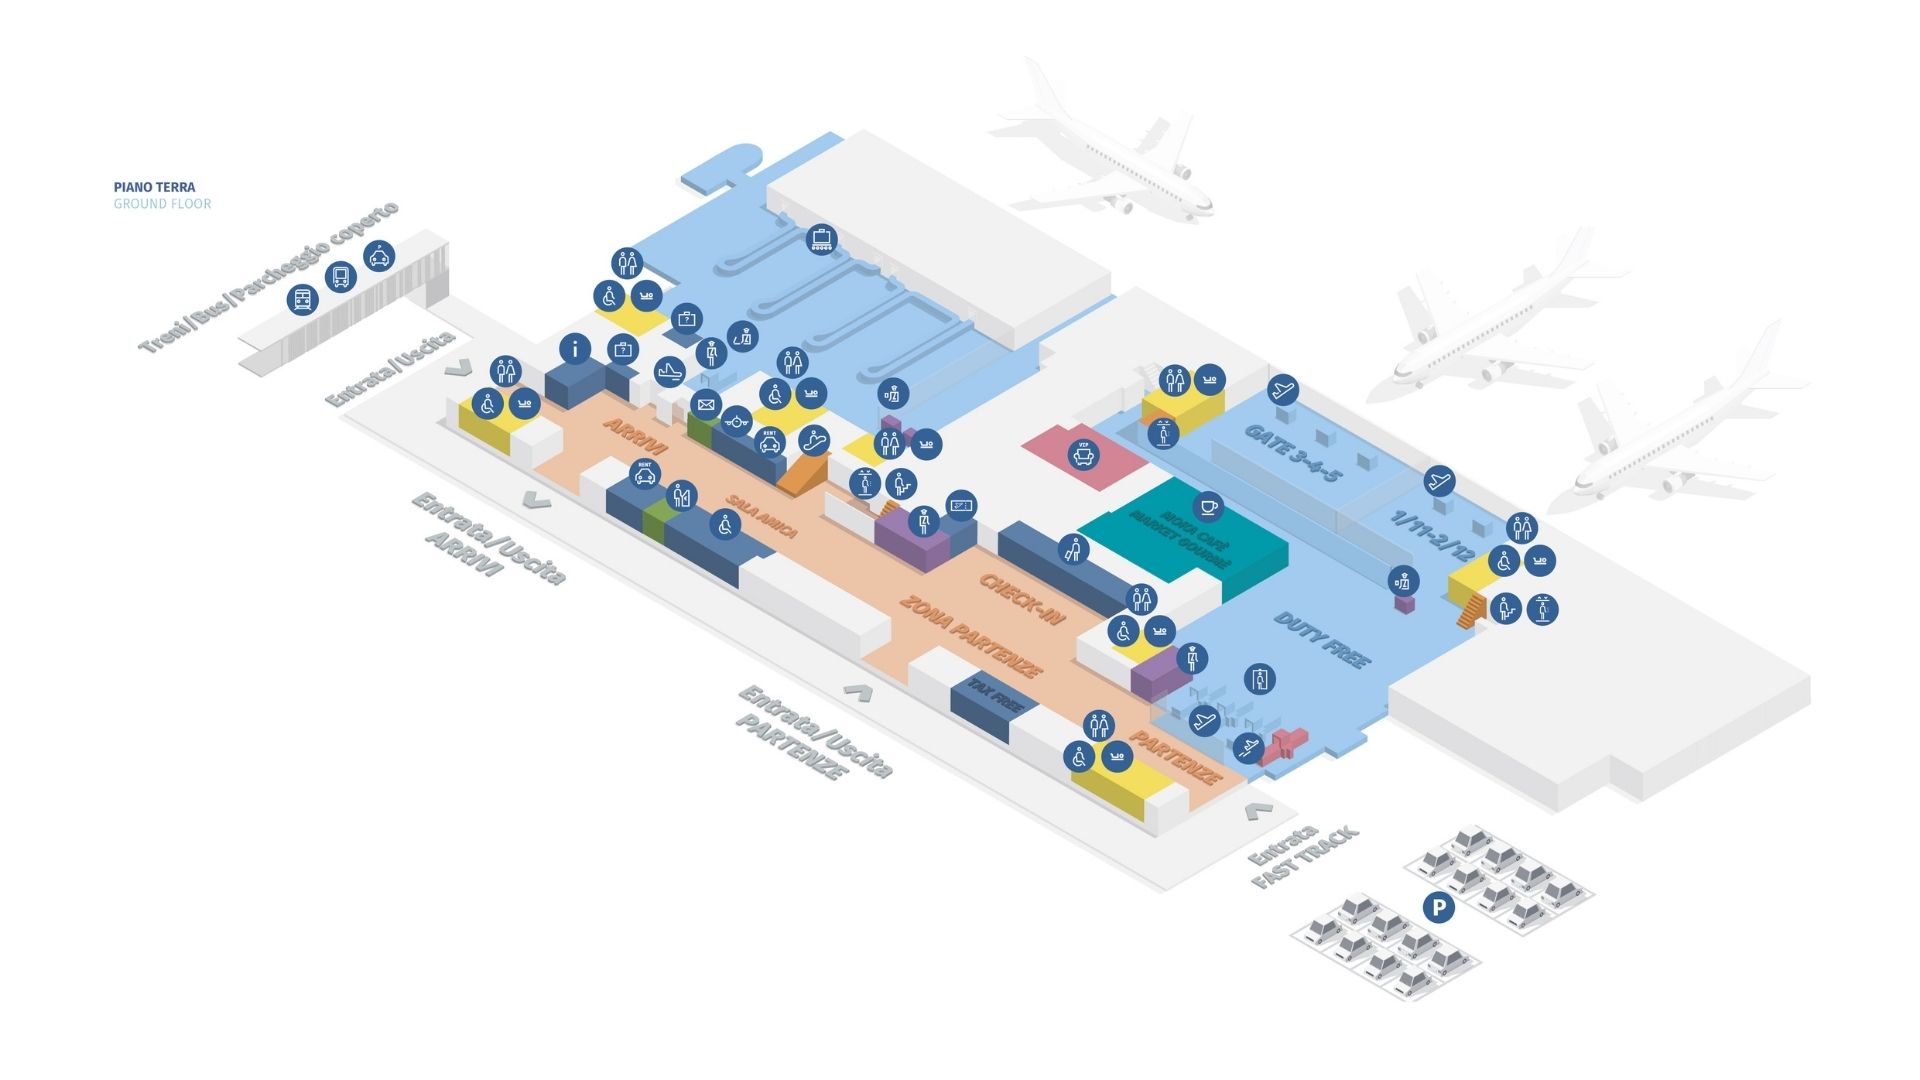 PIANO TERRA
GROUND FLOOR
Treni/Bus/Parcheggio coperto
P
Entrata/Uscita
i
?
?
ARRIVI
RENT
RENT
SALA AMICA
Entrata/Uscita
ARRIVI
VIP
GATE 3-4-5
1/11-2/12
MOKA CAFÈ
MARKET GOURMÈ
CHECK-IN
ZONA PARTENZE
DUTY FREE
TAX FREE
Entrata/Uscita
PARTENZE
PARTENZE
Entrata
FAST TRACK
P